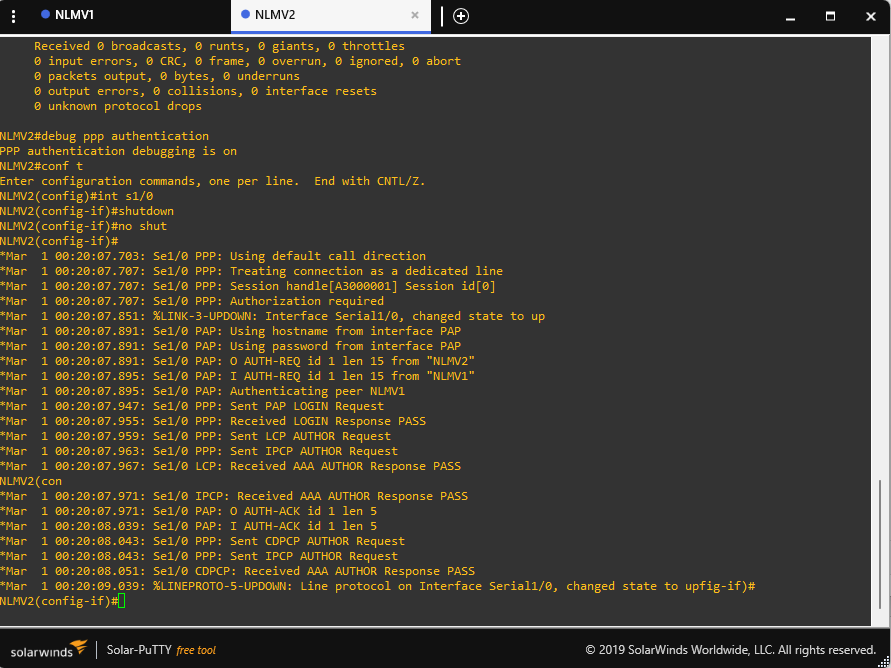 NLMV1
NLMV2
Received 0 broadcasts, 0 runts, 0 giants, 0 throttles
0 input errors, 0 CRC, 0 frame, 0 overrun, 0 ignored, 0 abort
0 packets output, 0 bytes, 0 underruns
0 output errors, 0 collisions, 0 interface resets
0 unknown protocol drops
NLMV2#debug ppp authentication
PPP authentication debugging is on
NLMV2#conf t
Enter configuration commands, one per line.  End with CNTL/Z.
NLMV2(config)#int s1/0
NLMV2(config-if)#shutdown
NLMV2(config-if)#no shut
NLMV2(config-if)#
*Mar  1 00:20:07.703: Se1/0 PPP: Using default call direction
*Mar  1 00:20:07.707: Se1/0 PPP: Treating connection as a dedicated line
*Mar  1 00:20:07.707: Se1/0 PPP: Session handle[A3000001] Session id[0]
*Mar  1 00:20:07.707: Se1/0 PPP: Authorization required
*Mar  1 00:20:07.851: %LINK-3-UPDOWN: Interface Serial1/0, changed state to up
*Mar  1 00:20:07.891: Se1/0 PAP: Using hostname from interface PAP
*Mar  1 00:20:07.891: Se1/0 PAP: Using password from interface PAP
*Mar  1 00:20:07.891: Se1/0 PAP: O AUTH-REQ id 1 len 15 from "NLMV2"
*Mar  1 00:20:07.895: Se1/0 PAP: I AUTH-REQ id 1 len 15 from "NLMV1"
*Mar  1 00:20:07.895: Se1/0 PAP: Authenticating peer NLMV1
*Mar  1 00:20:07.947: Se1/0 PPP: Sent PAP LOGIN Request
*Mar  1 00:20:07.955: Se1/0 PPP: Received LOGIN Response PASS
*Mar  1 00:20:07.959: Se1/0 PPP: Sent LCP AUTHOR Request
*Mar  1 00:20:07.963: Se1/0 PPP: Sent IPCP AUTHOR Request
*Mar  1 00:20:07.967: Se1/0 LCP: Received AAA AUTHOR Response PASS
NLMV2(con
*Mar  1 00:20:07.971: Se1/0 IPCP: Received AAA AUTHOR Response PASS
*Mar  1 00:20:07.971: Se1/0 PAP: O AUTH-ACK id 1 len 5
*Mar  1 00:20:08.039: Se1/0 PAP: I AUTH-ACK id 1 len 5
*Mar  1 00:20:08.043: Se1/0 PPP: Sent CDPCP AUTHOR Request
*Mar  1 00:20:08.043: Se1/0 PPP: Sent IPCP AUTHOR Request
*Mar  1 00:20:08.051: Se1/0 CDPCP: Received AAA AUTHOR Response PASS
*Mar  1 00:20:09.039: %LINEPROTO-5-UPDOWN: Line protocol on Interface Serial1/0, changed state to upfig-if)#
NLMV2(config-if)#
solarwinds
Solar-PuTTY free tool
© 2019 SolarWinds Worldwide, LLC. All rights reserved.